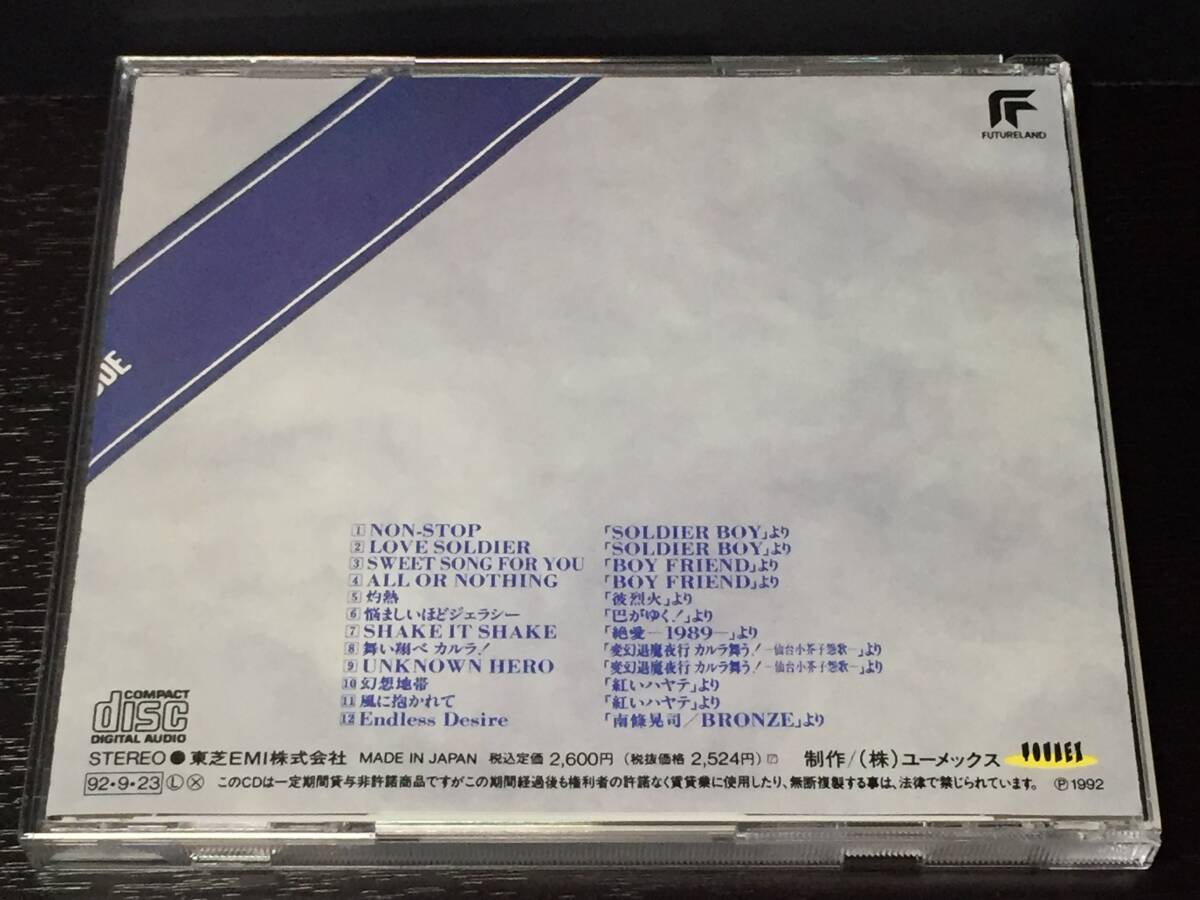 FUTURELAND
UE
1 NON-STOP 「SOLDIER BOY」より
2 LOVE SOLDIER 「SOLDIER BOY」より
3 SWEET SONG FOR YOU 「BOY FRIEND」より
4 ALL OR NOTHING 「BOY FRIEND」より
5 灼熱 「彼烈火」より
6 悩ましいほどジェラシー 「巴がゆく!」より
7 SHAKE IT SHAKE 「絶愛―1989―」より
8 舞い翔べ カルラ! 「変幻退魔夜行 カルラ舞う! ―仙台小芥子怨歌―」より
9 UNKNOWN HERO 「変幻退魔夜行 カルラ舞う! ―仙台小芥子怨歌―」より
10 幻想地帯 「紅いハヤテ」より
11 風に抱かれて 「紅いハヤテ」より
12 Endless Desire 「南條晃司/BRONZE」より
COMPACT
disc
DIGITAL AUDIO
STEREO ● 東芝EMI株式会社 MADE IN JAPAN 税込定価 2,600円 (税抜価格 2,524円) 制作/(株)ユーメックス YOUMEX
92・9・23 Ⓛ Ⓧ このCDは一定期間貸与非許諾商品ですがこの期間経過後も権利者の許諾なく賃貸業に使用したり、無断複製する事は、法律で禁じられています。 Ⓟ1992